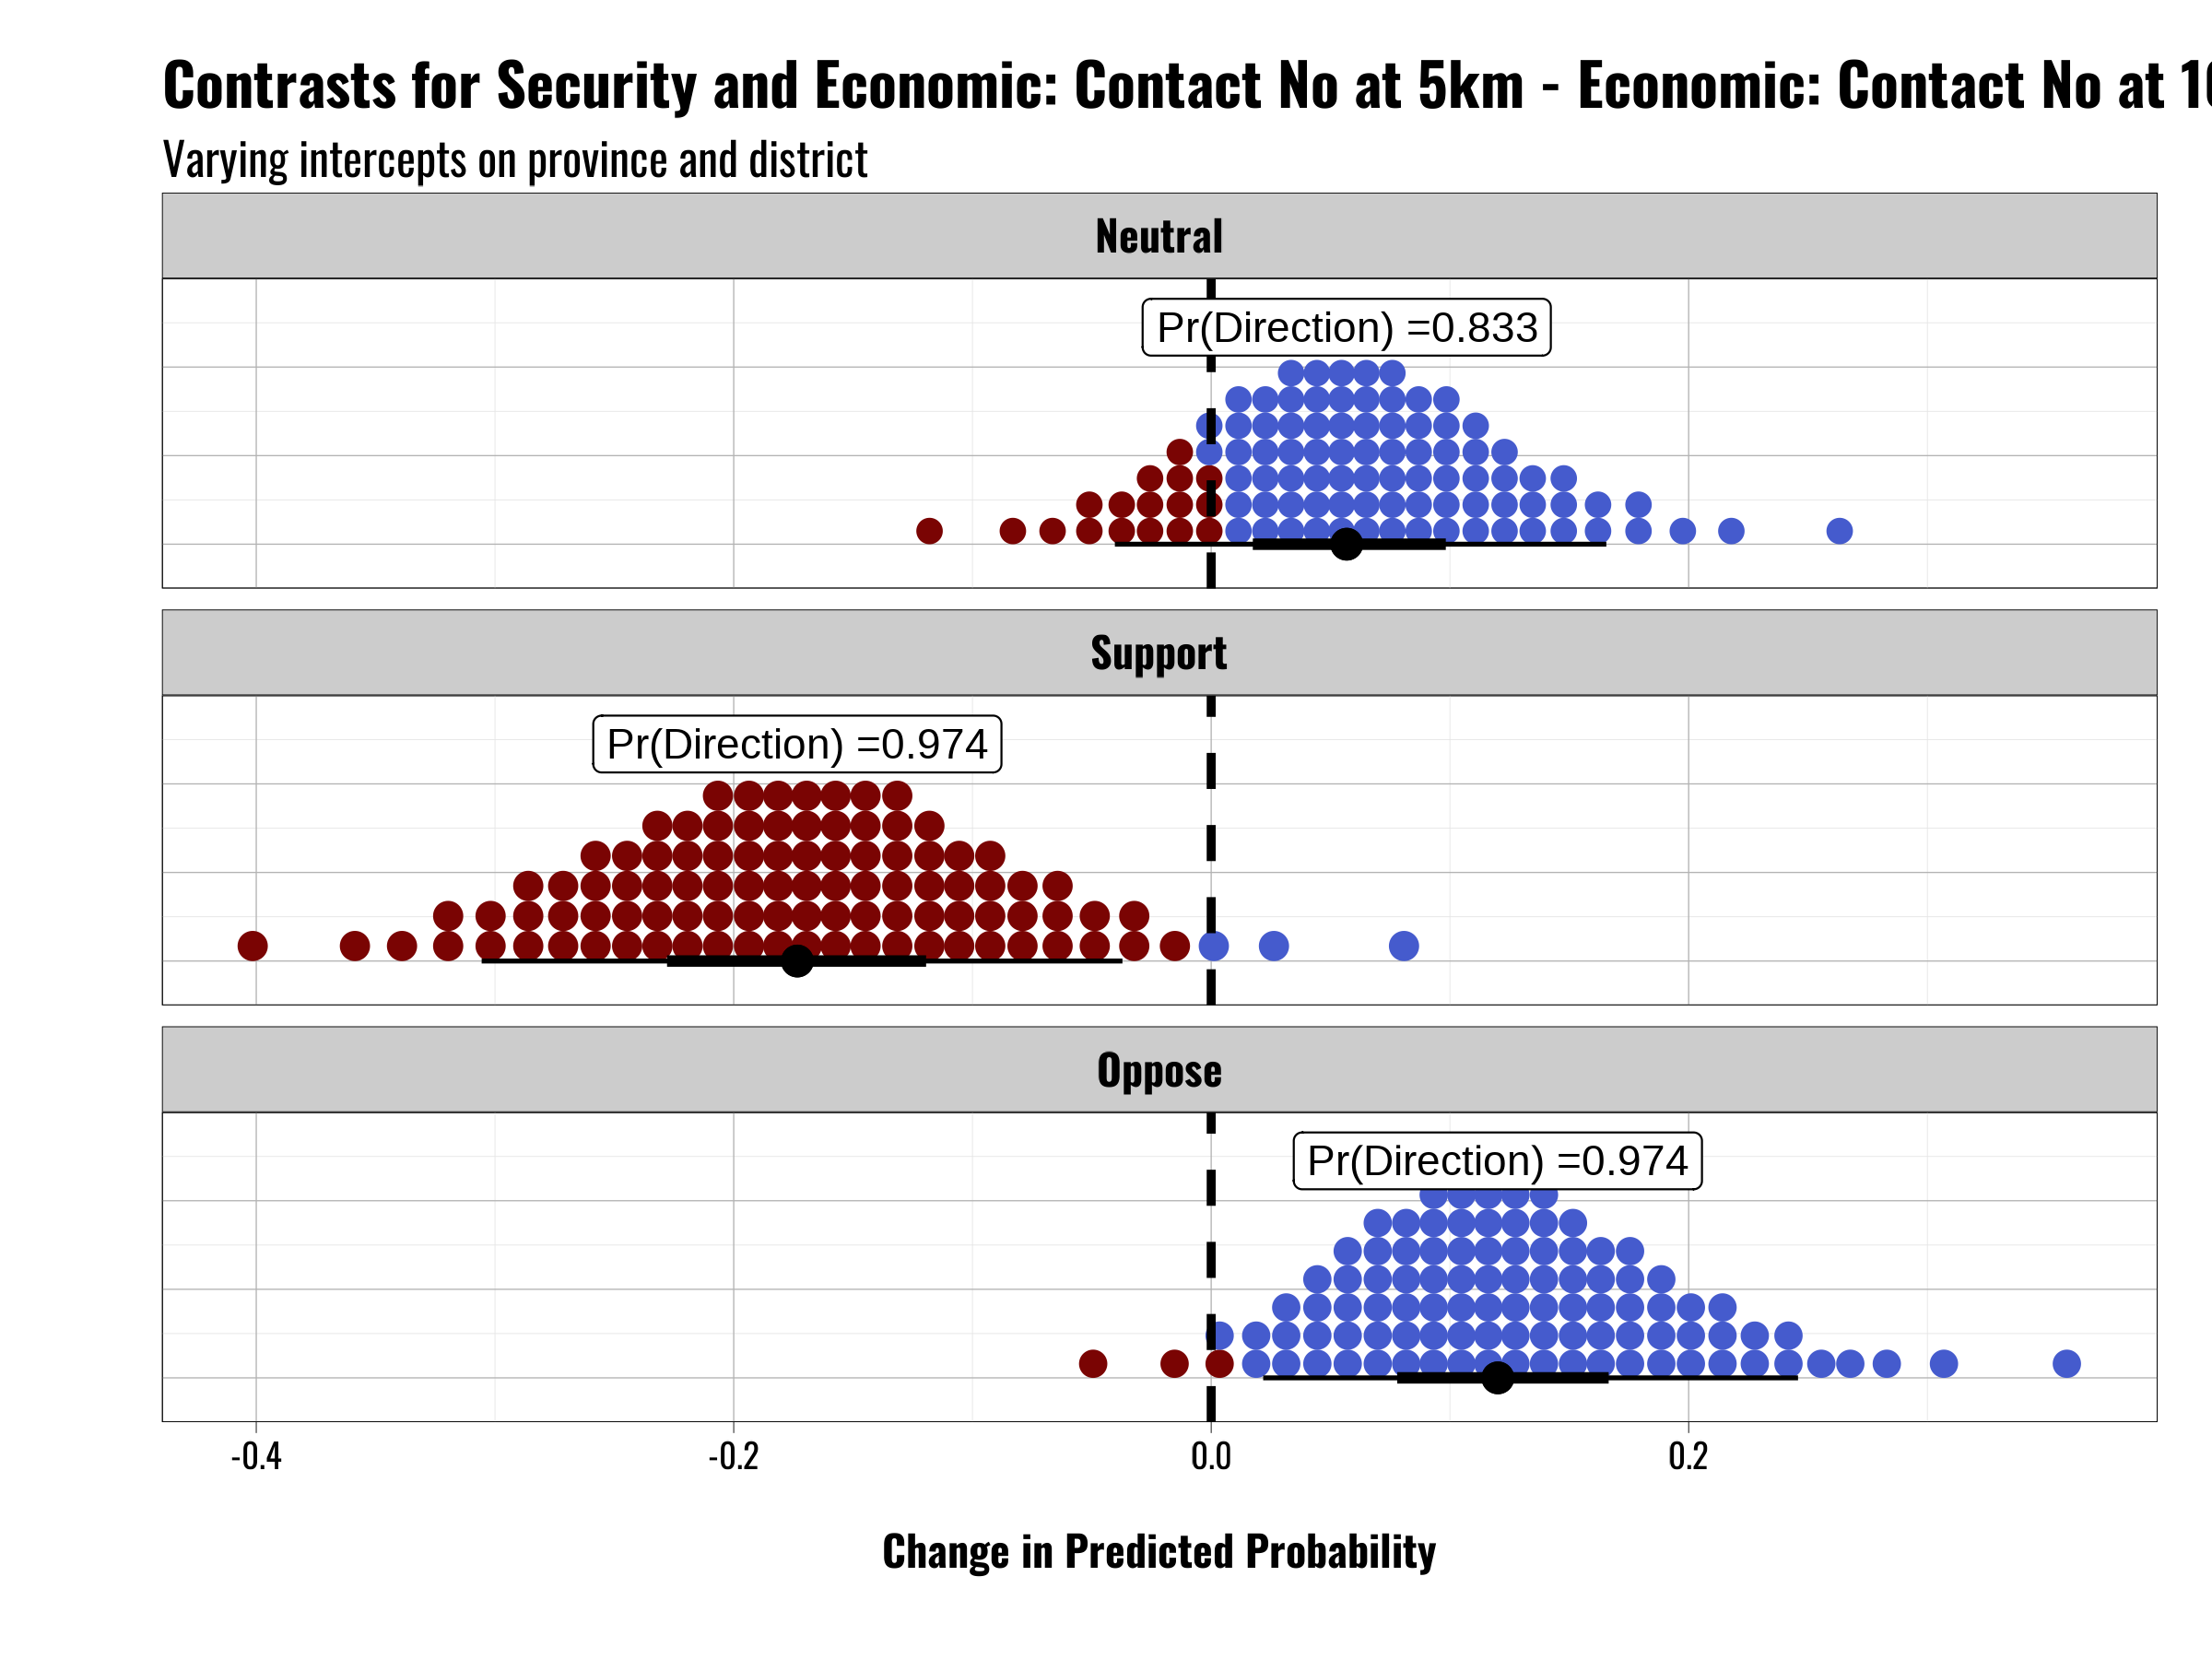 Contrasts for Security and Economic: Contact No at 5km - Economic: Contact No at
Varying intercepts on province and district
Neutral
Pr(Direction) =0.833
Support
Pr(Direction) =0.974
Oppose
Pr(Direction) =0.974
-0.4 -0.2 0.0 0.2
Change in Predicted Probability